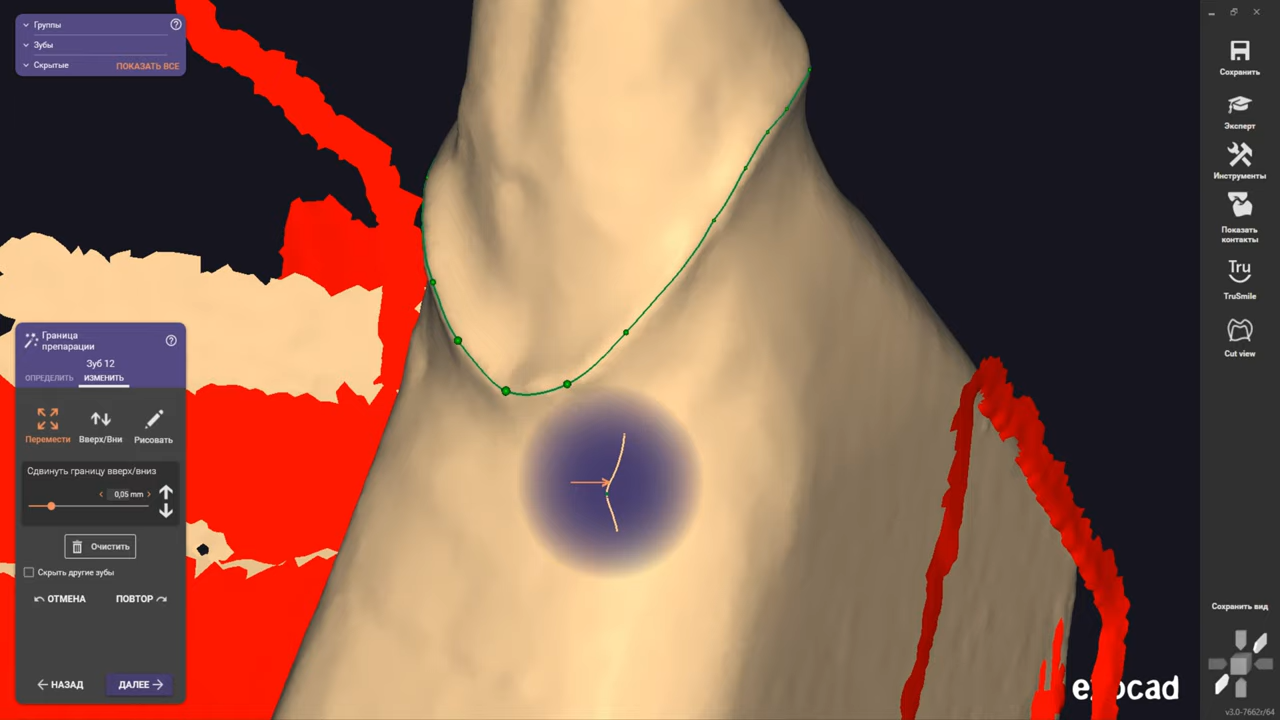 Группы
Зубы
Скрытые
ПОКАЗАТЬ ВСЕ
Граница
препарации
Зуб 12
ОПРЕДЕЛИТЬ
ИЗМЕНИТЬ
Перемести
Вверх/Вни
Рисовать
Сдвинуть границу вверх/вниз
0,05 mm
Очистить
Скрыть другие зубы
ОТМЕНА
ПОВТОР
НАЗАД
ДАЛЕЕ
Сохранить
Эксперт
Инструменты
Показать
контакты
Tru
TruSmile
Cut view
Сохранить вид
exocad
v3.0-7662r/64